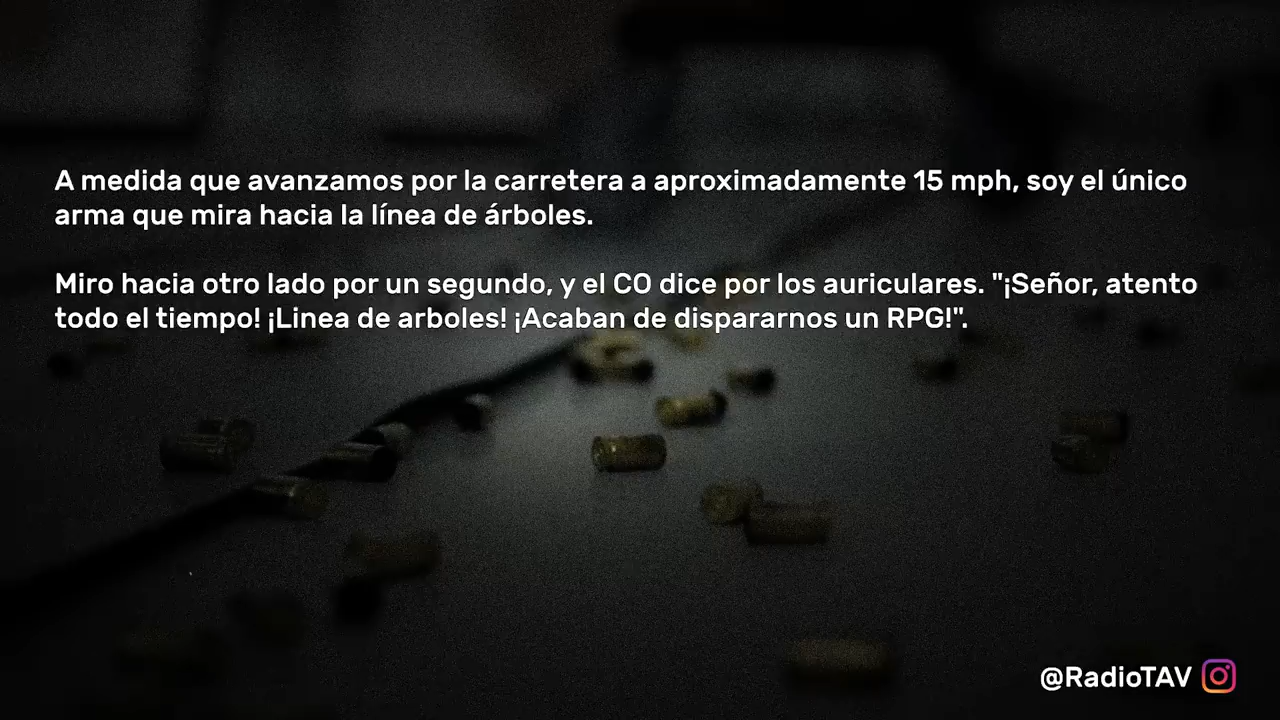 A medida que avanzamos por la carretera a aproximadamente 15 mph, soy el único
arma que mira hacia la línea de árboles.
Miro hacia otro lado por un segundo, y el CO dice por los auriculares. "¡Señor, atento
todo el tiempo! ¡Linea de arboles! ¡Acaban de dispararnos un RPG!".
@RadioTAV